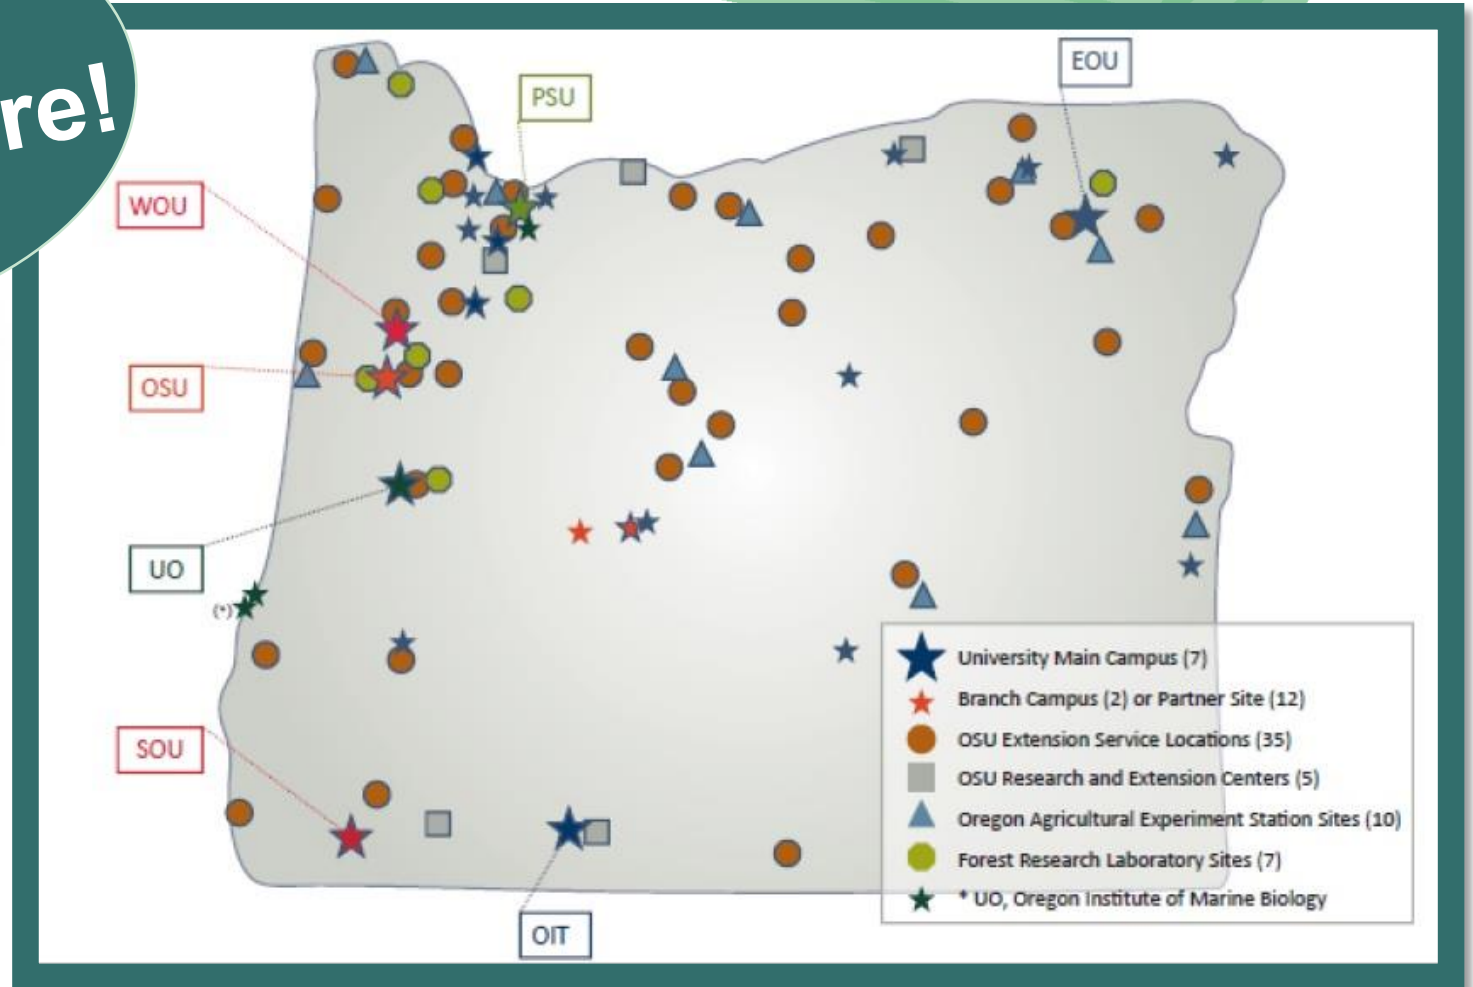 re!
EOU
PSU
WOU
OSU
UO
(*)
SOU
OIT
University Main Campus (7)
Branch Campus (2) or Partner Site (12)
OSU Extension Service Locations (35)
OSU Research and Extension Centers (5)
Oregon Agricultural Experiment Station Sites (10)
Forest Research Laboratory Sites (7)
* UO, Oregon Institute of Marine Biology